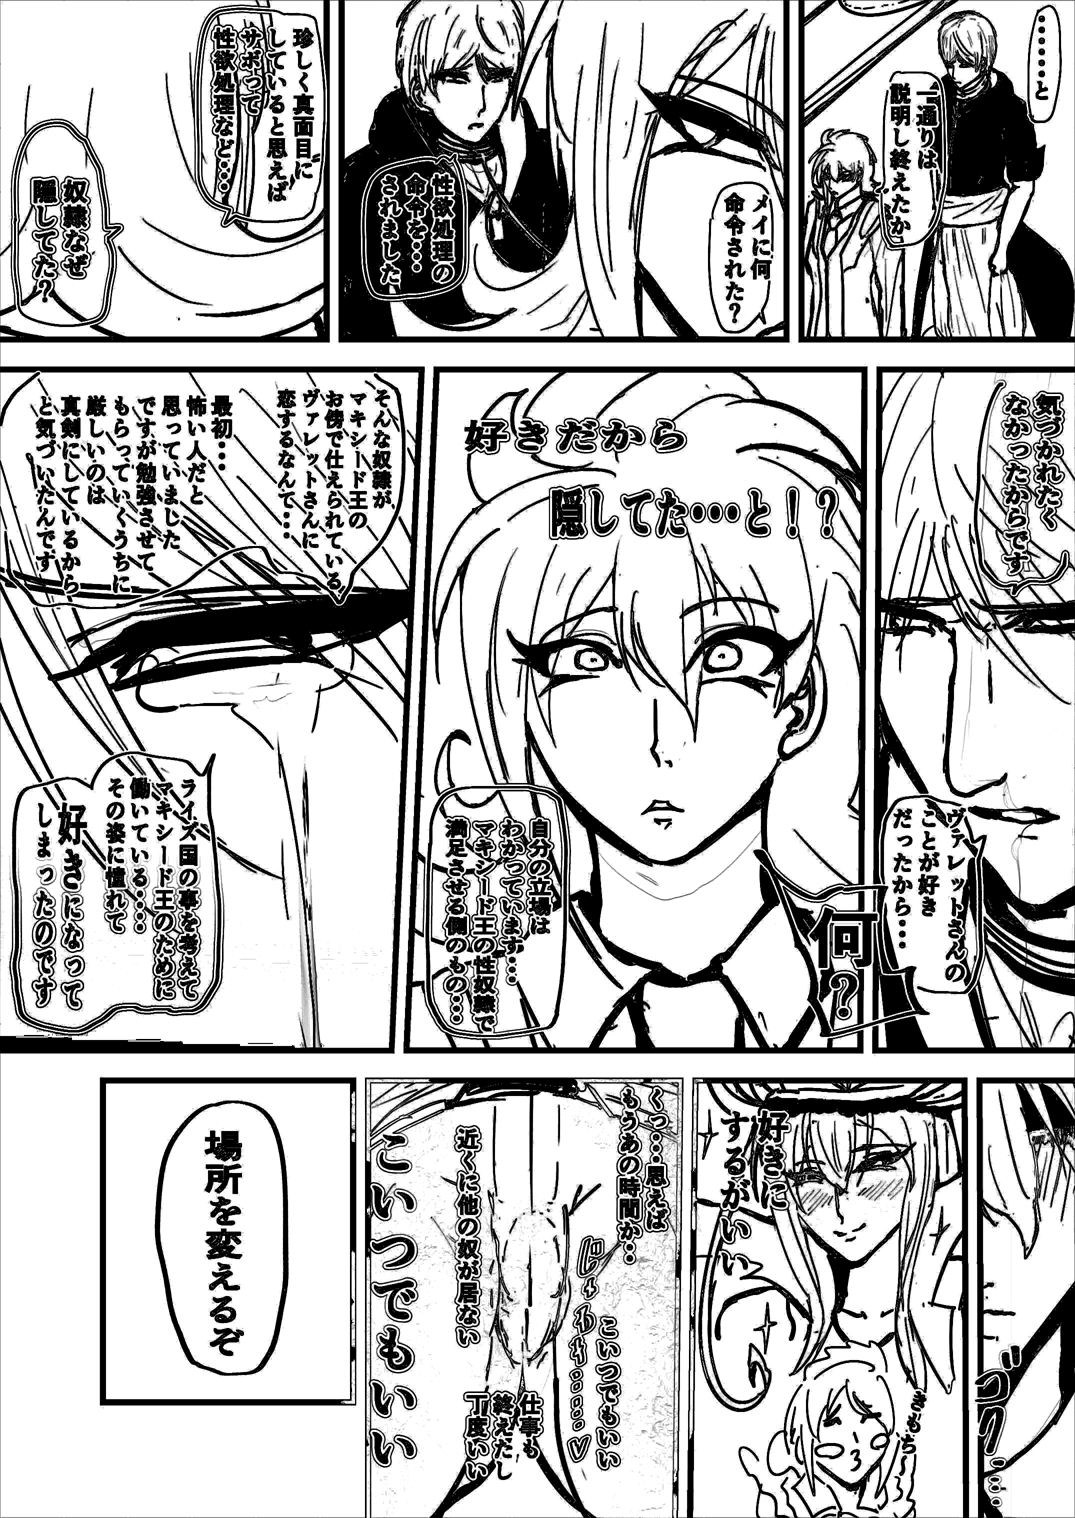 ・・・・・と
一通りは
説明し終えたか
メイに何
命令された？
性欲処理の
命令を・・・
されました
珍しく真面目に
していると思えば
サボって
性欲処理など・・・
奴隷なぜ
隠してた？
気づかれたく
なかったからです
ヴァレットさんの
ことが好き
だったから・・・
好きだから
隠してた・・・と！？
何？
自分の立場は
わかっています・・・
マキシード王の性奴隷で
満足させる側のもの・・・
そんな奴隷が
マキシード王の
お傍で仕えられている
ヴァレットさんに
恋するなんて・・・
最初・・・
怖い人だと
思っていました
ですが勉強させて
もらっていくうちに
厳しいのは
真剣にしているから
と気づいたんです
ライズ国の事を考えて
マキシード王のために
働いている・・・・
その姿に憧れて
好きになって
しまったのです
ゴクッ・・・・
好きに
するがいい
きもち～
くっ・・・思えば
もうあの時間か・・
こいつでもいい
近くに他の奴が居ない
仕事も
終えたし
丁度いい
こいつでもいい
場所を変えるぞ